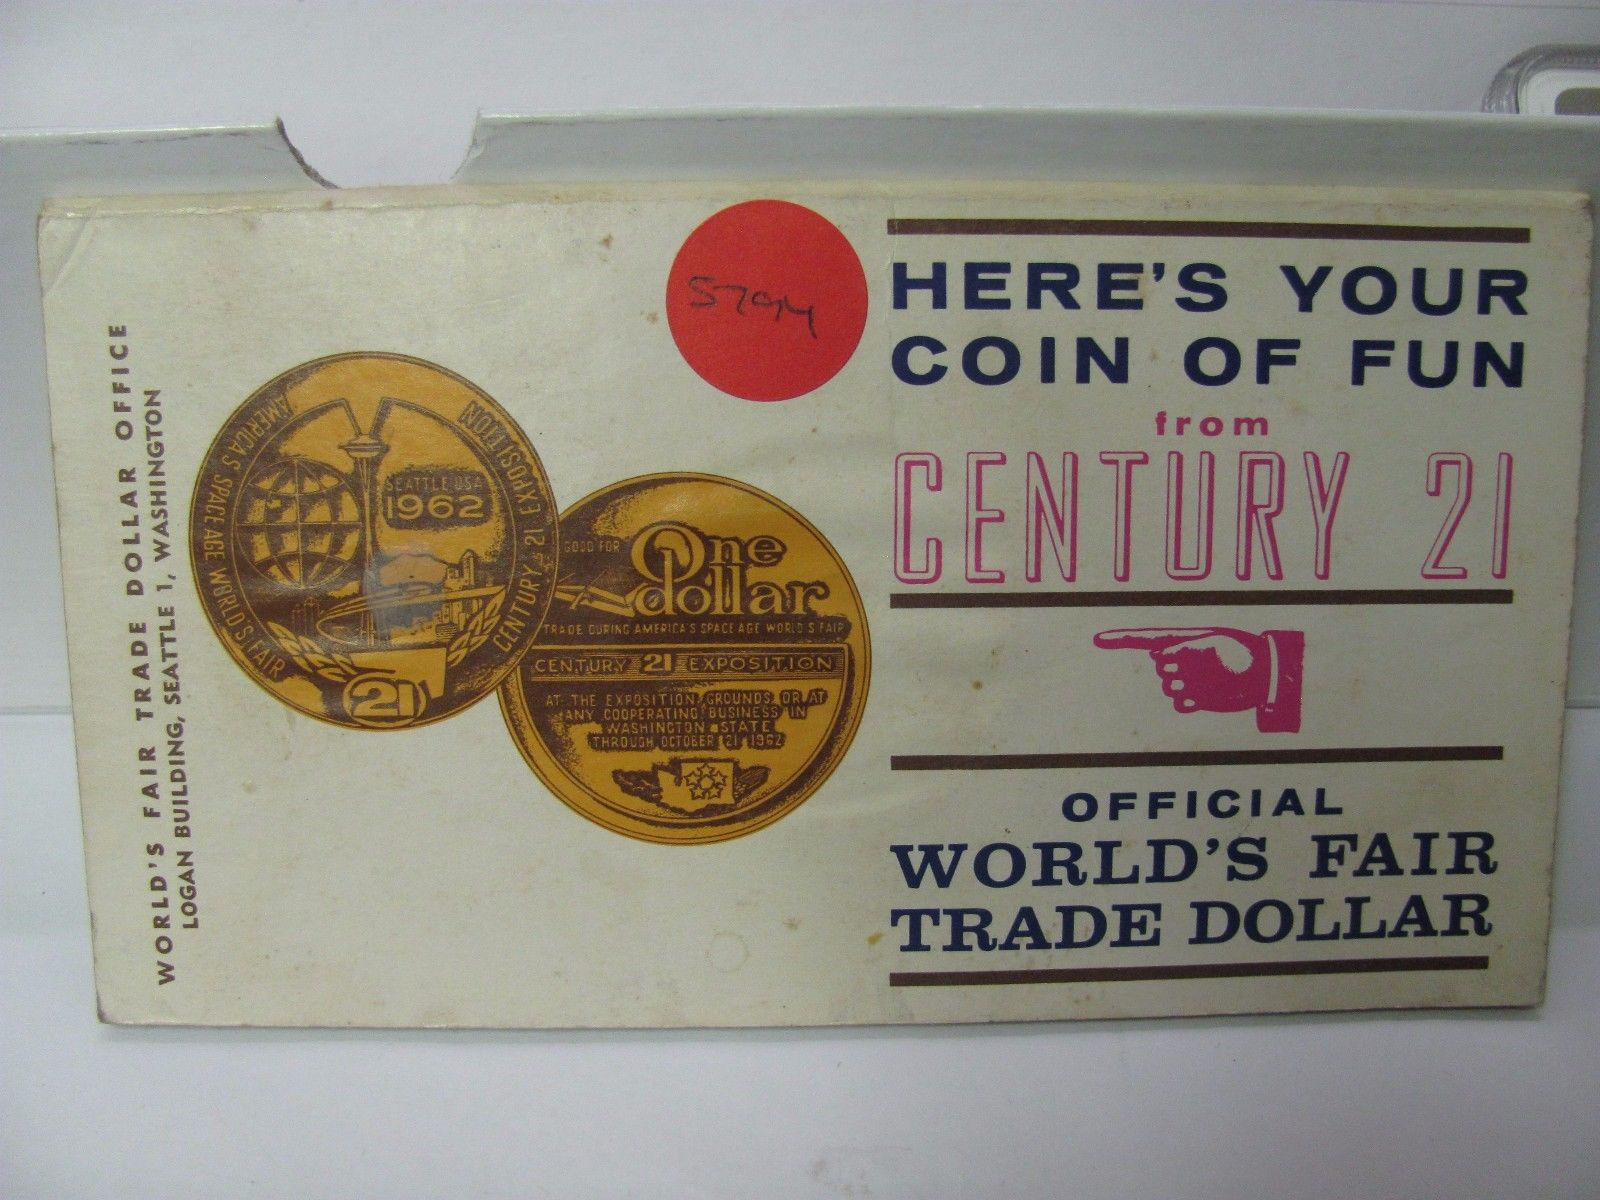 WORLD'S FAIR TRADE DOLLAR OFFICE
LOGAN BUILDING, SEATTLE 1, WASHINGTON
AMERICA'S SPACE AGE WORLD'S FAIR
CENTURY 21 EXPOSITION
SEATTLE USA
1962
21
GOOD FOR
One
dollar
TRADE DURING AMERICA'S SPACE AGE WORLD'S FAIR
CENTURY 21 EXPOSITION
AT THE EXPOSITION GROUNDS OR AT
ANY COOPERATING BUSINESS IN
WASHINGTON STATE
THROUGH OCTOBER 21 1962
HERE'S YOUR
COIN OF FUN
from
CENTURY 21
OFFICIAL
WORLD'S FAIR
TRADE DOLLAR